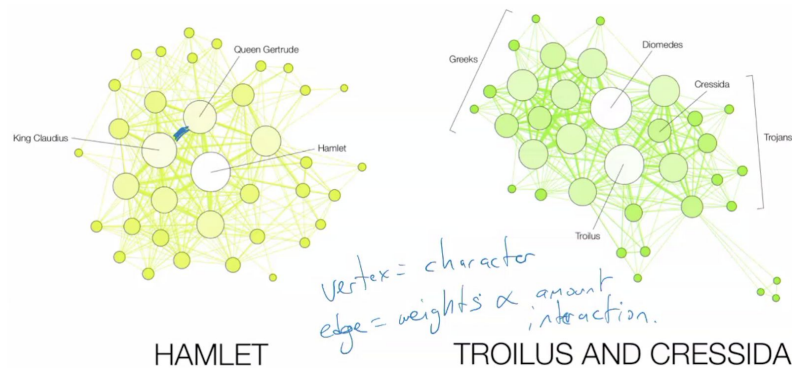 Queen Gertrude
King Claudius
Hamlet
Diomedes
Greeks
Cressida
Trojans
Troilus
vertex = character
edge = weights ∝ amount
interaction.
HAMLET
TROILUS AND CRESSIDA